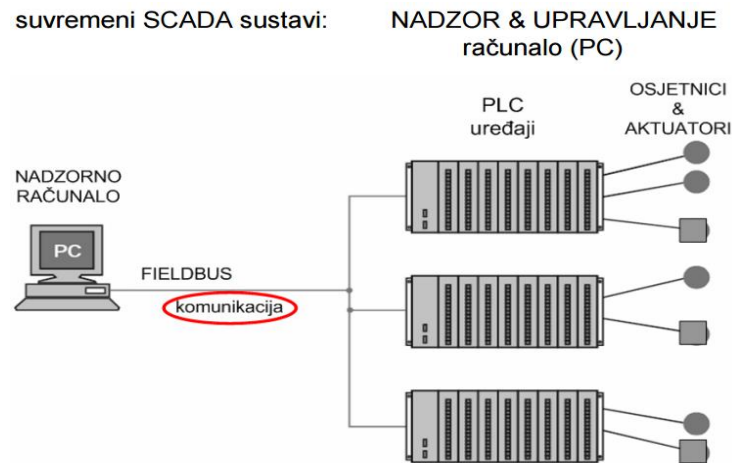 suvremeni SCADA sustavi:
NADZOR & UPRAVLJANJE
računalo (PC)
OSJETNICI
&
AKTUATORI
PLC
uređaji
NADZORNO
RAČUNALO
PC
FIELDBUS
komunikacija